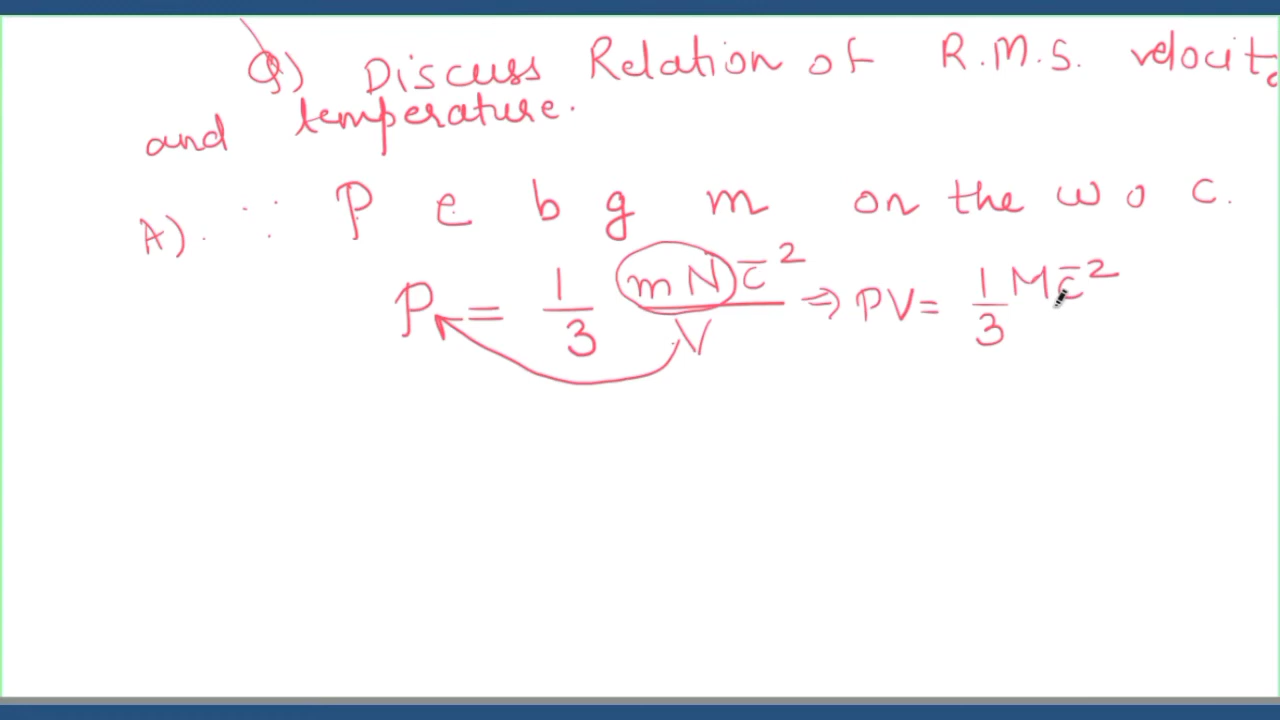 Q) Discuss Relation of R.M.S. velocit
and temperature.
A). ∵ P e b g m on the w o c.
P = 1/3 mNc̅²/V ⇒ PV = 1/3 Mc̅²